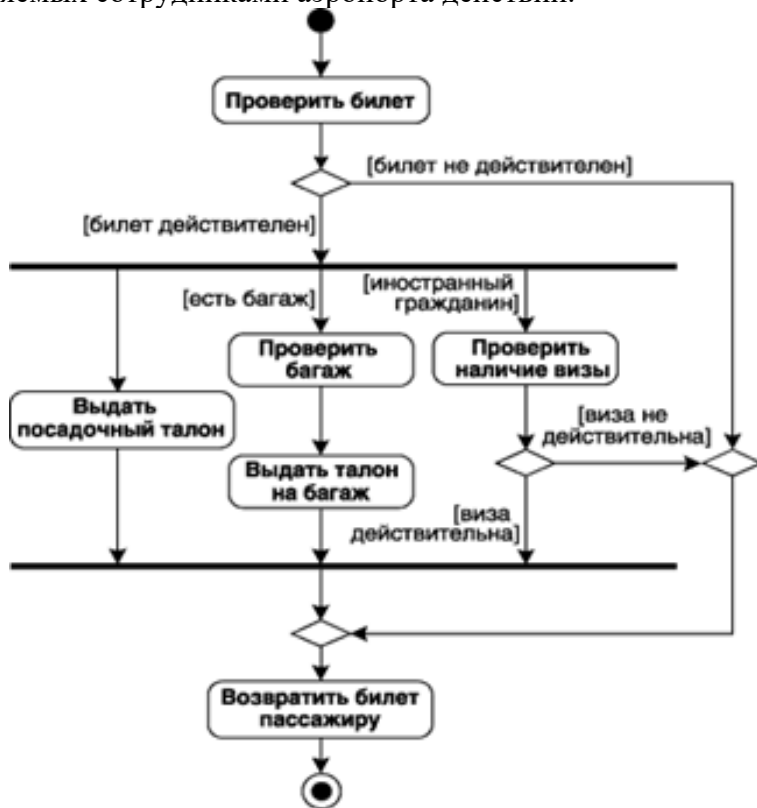 сотрудниками аэропорта действий.
Проверить билет
[билет не действителен]
[билет действителен]
[есть багаж]
[иностранный
гражданин]
Проверить
багаж
Проверить
наличие визы
Выдать
посадочный талон
[виза не
действительна]
Выдать талон
на багаж
[виза
действительна]
Возвратить билет
пассажиру